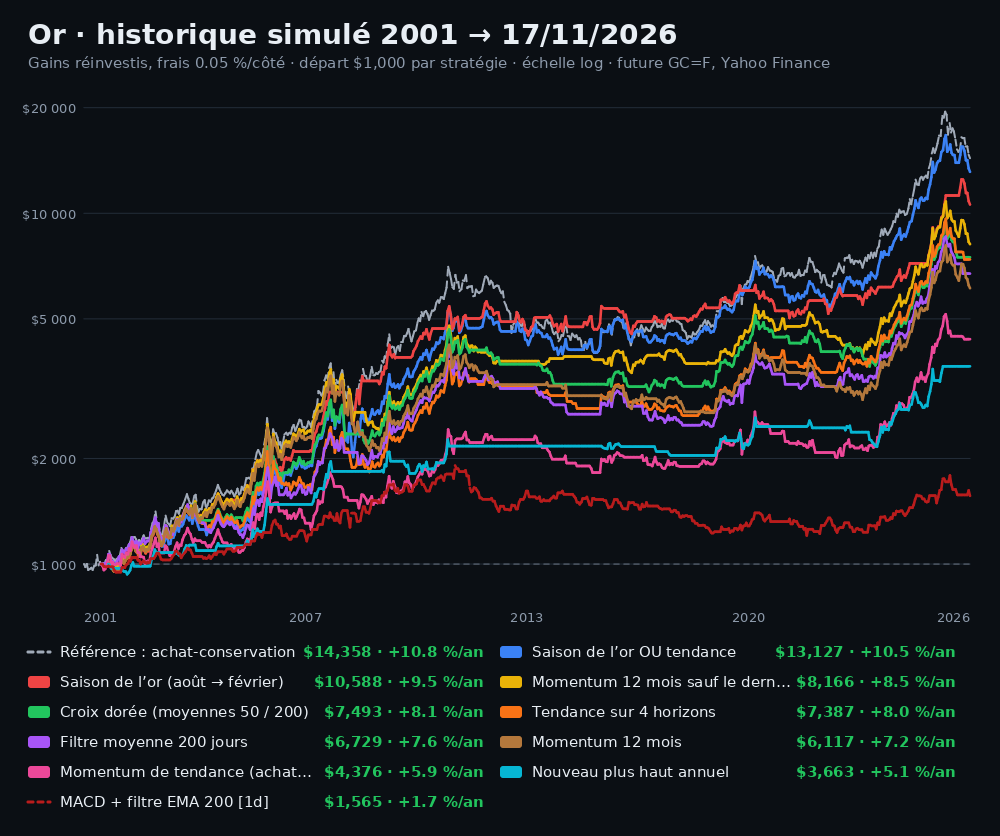 Or · historique simulé 2001 → 17/11/2026
Gains réinvestis, frais 0.05 %/côté · départ $1,000 par stratégie · échelle log · future GC=F, Yahoo Finance
$20 000
$10 000
$5 000
$2 000
$1 000
2001 2007 2013 2020 2026
Référence : achat-conservation $14,358 · +10.8 %/an Saison de l’or OU tendance $13,127 · +10.5 %/an
Saison de l’or (août → février) $10,588 · +9.5 %/an Momentum 12 mois sauf le dern… $8,166 · +8.5 %/an
Croix dorée (moyennes 50 / 200) $7,493 · +8.1 %/an Tendance sur 4 horizons $7,387 · +8.0 %/an
Filtre moyenne 200 jours $6,729 · +7.6 %/an Momentum 12 mois $6,117 · +7.2 %/an
Momentum de tendance (achat… $4,376 · +5.9 %/an Nouveau plus haut annuel $3,663 · +5.1 %/an
MACD + filtre EMA 200 [1d] $1,565 · +1.7 %/an